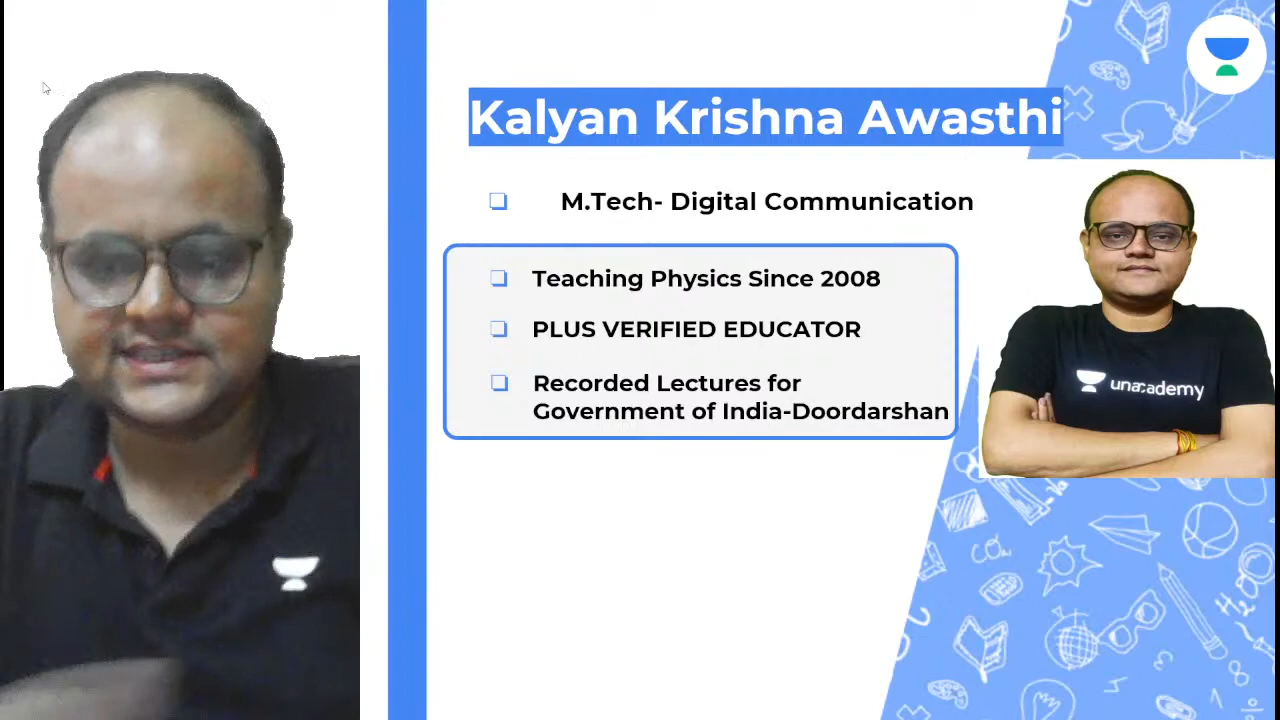 Kalyan Krishna Awasthi
M.Tech- Digital Communication
Teaching Physics Since 2008
PLUS VERIFIED EDUCATOR
Recorded Lectures for
Government of India-Doordarshan
unacademy